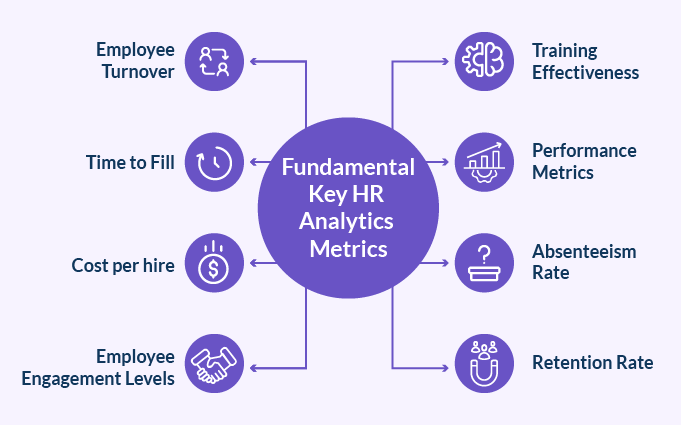 Employee
Turnover
Time to Fill
Cost per hire
Employee
Engagement Levels
Fundamental
Key HR
Analytics
Metrics
Training
Effectiveness
Performance
Metrics
Absenteeism
Rate
Retention Rate